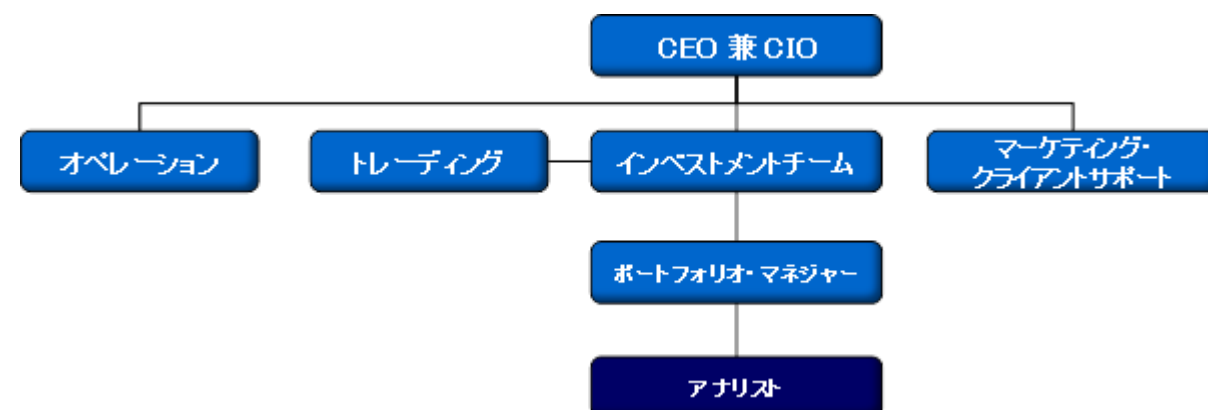 CEO 兼 CIO
オペレーション
トレーディング
インベストメントチーム
マーケティング・
クライアントサポート
ポートフォリオ・マネジャー
アナリスト